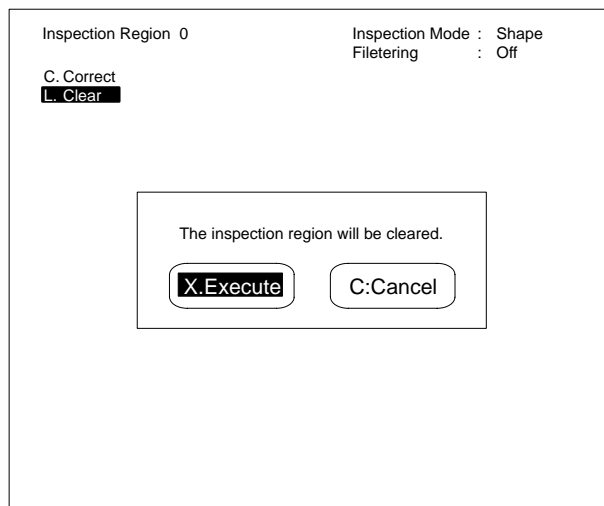 Inspection Region 0 Inspection Mode : Shape
Filetering : Off
C. Correct
L. Clear
The inspection region will be cleared.
X.Execute C:Cancel